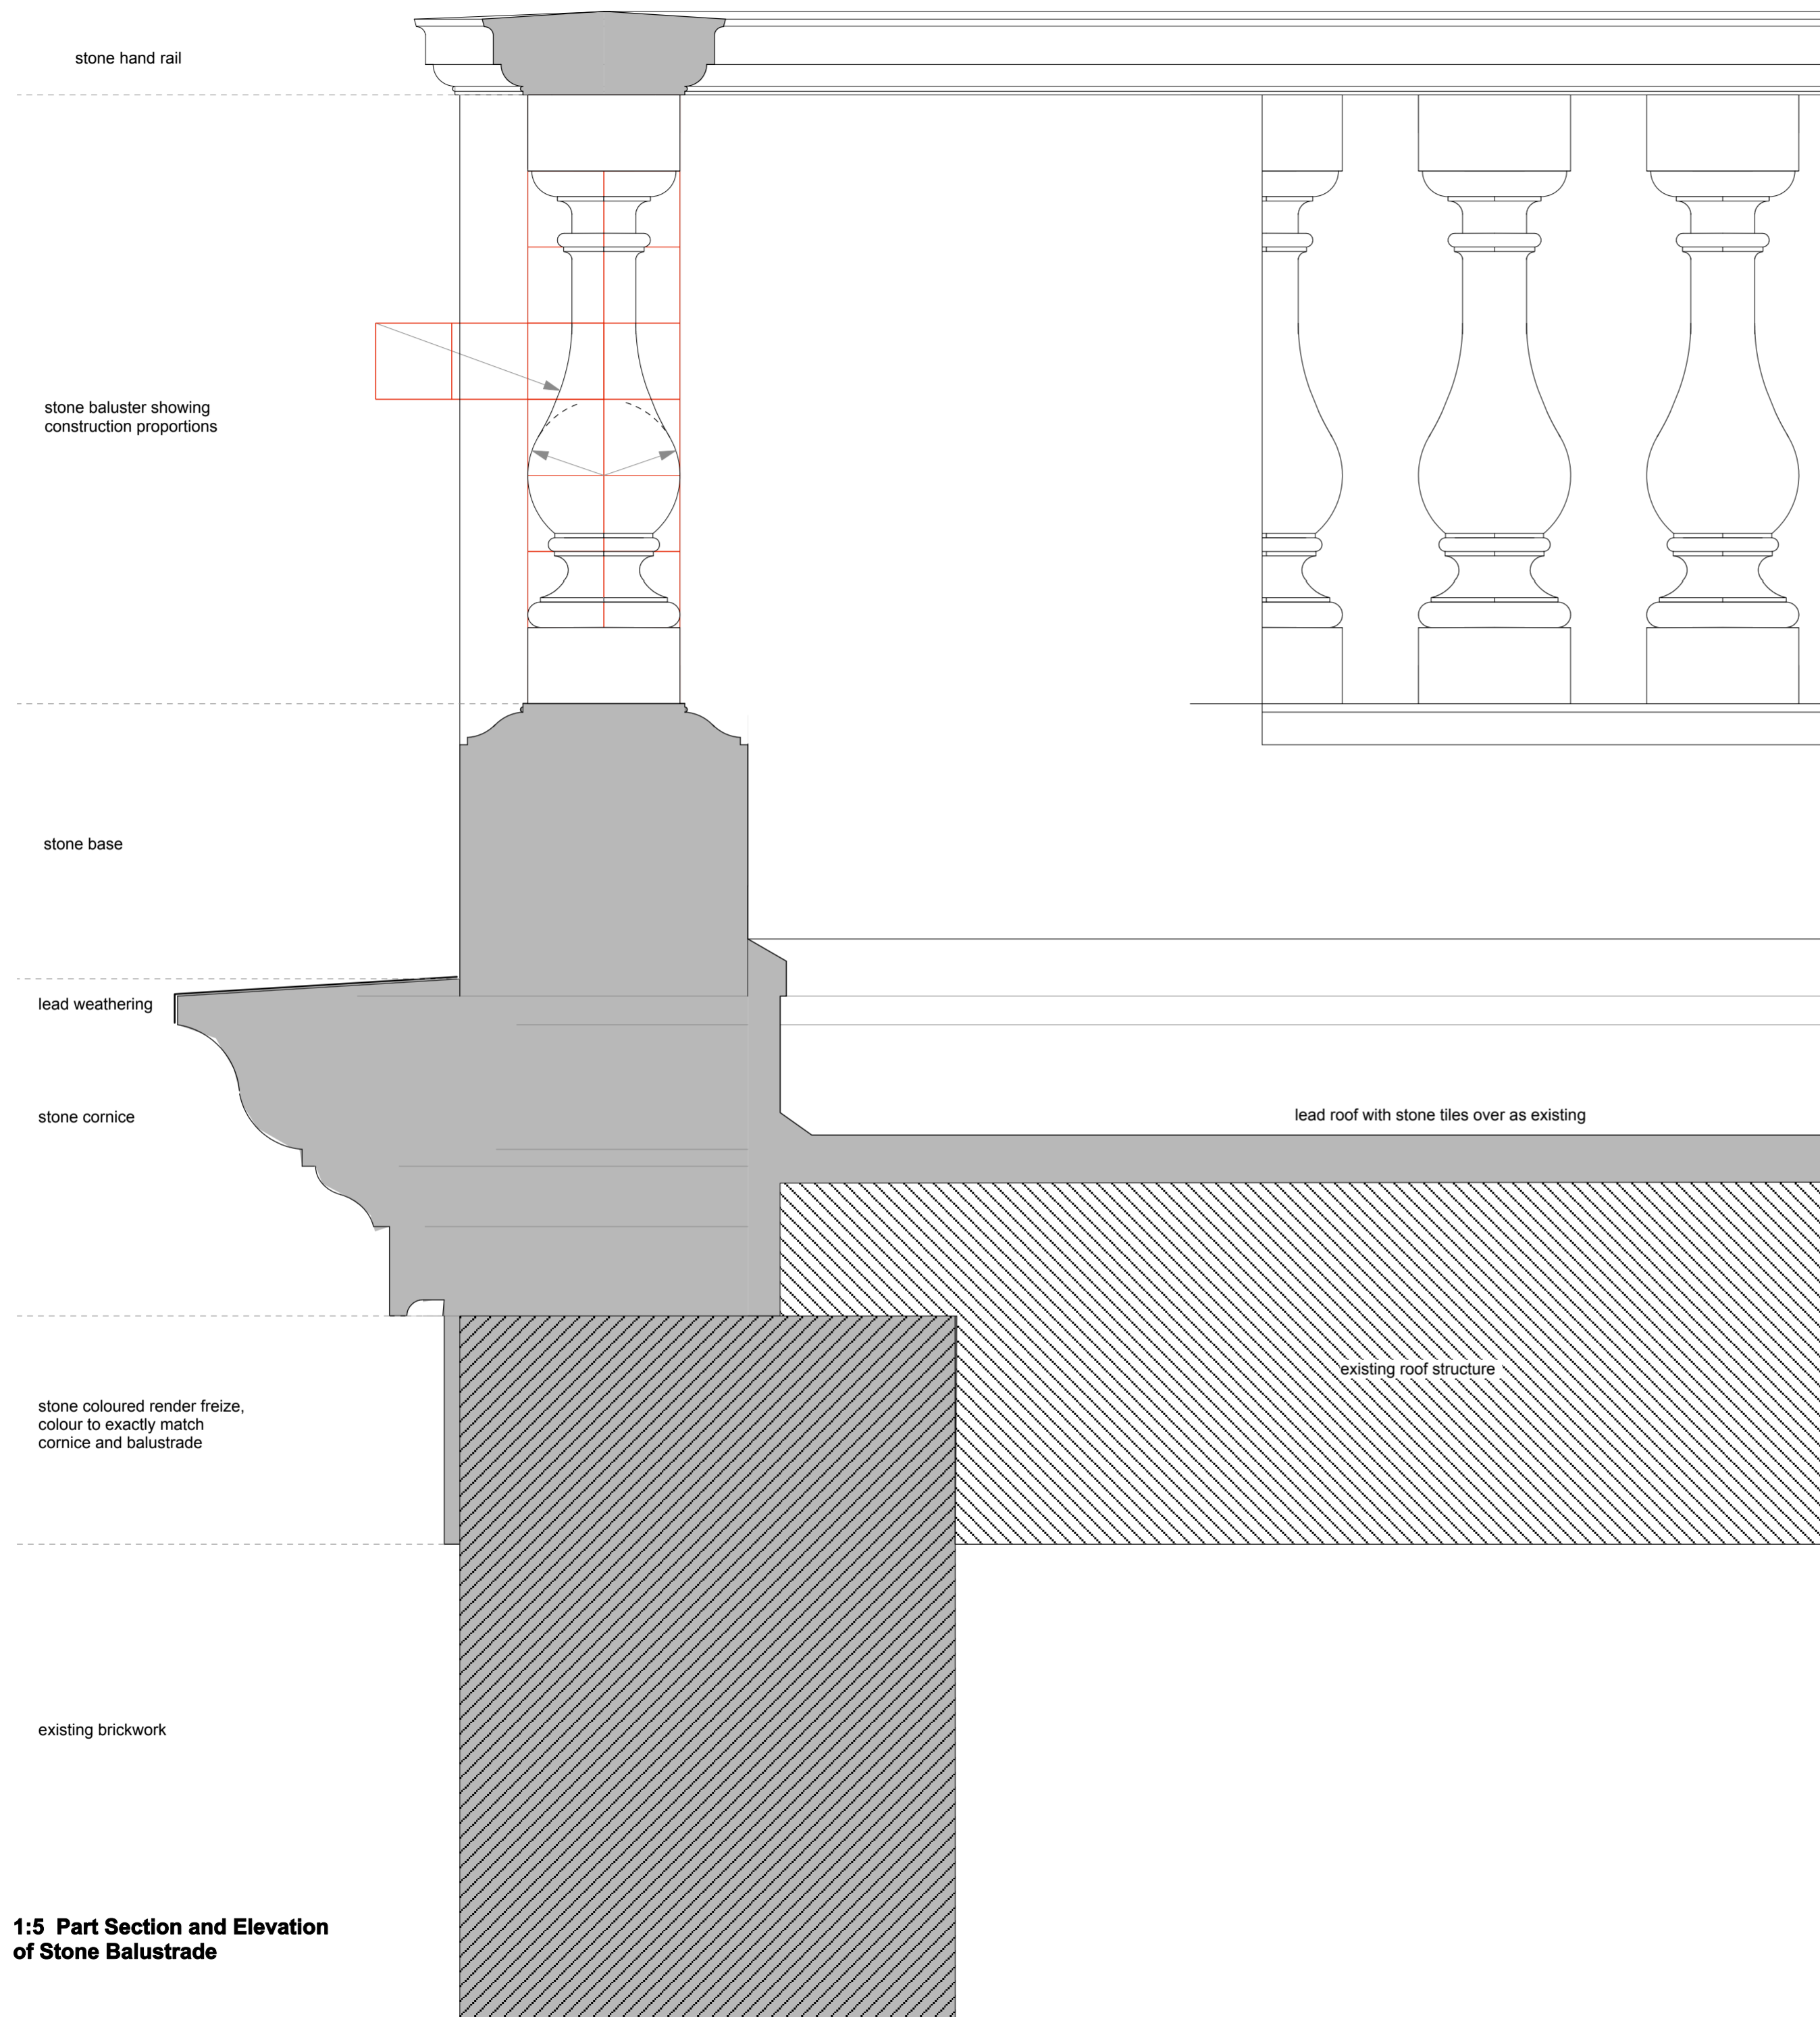 stone hand rail
stone baluster showing
construction proportions
stone base
lead weathering
stone cornice
lead roof with stone tiles over as existing
existing roof structure
stone coloured render freize,
colour to exactly match
cornice and balustrade
existing brickwork
1:5 Part Section and Elevation
of Stone Balustrade